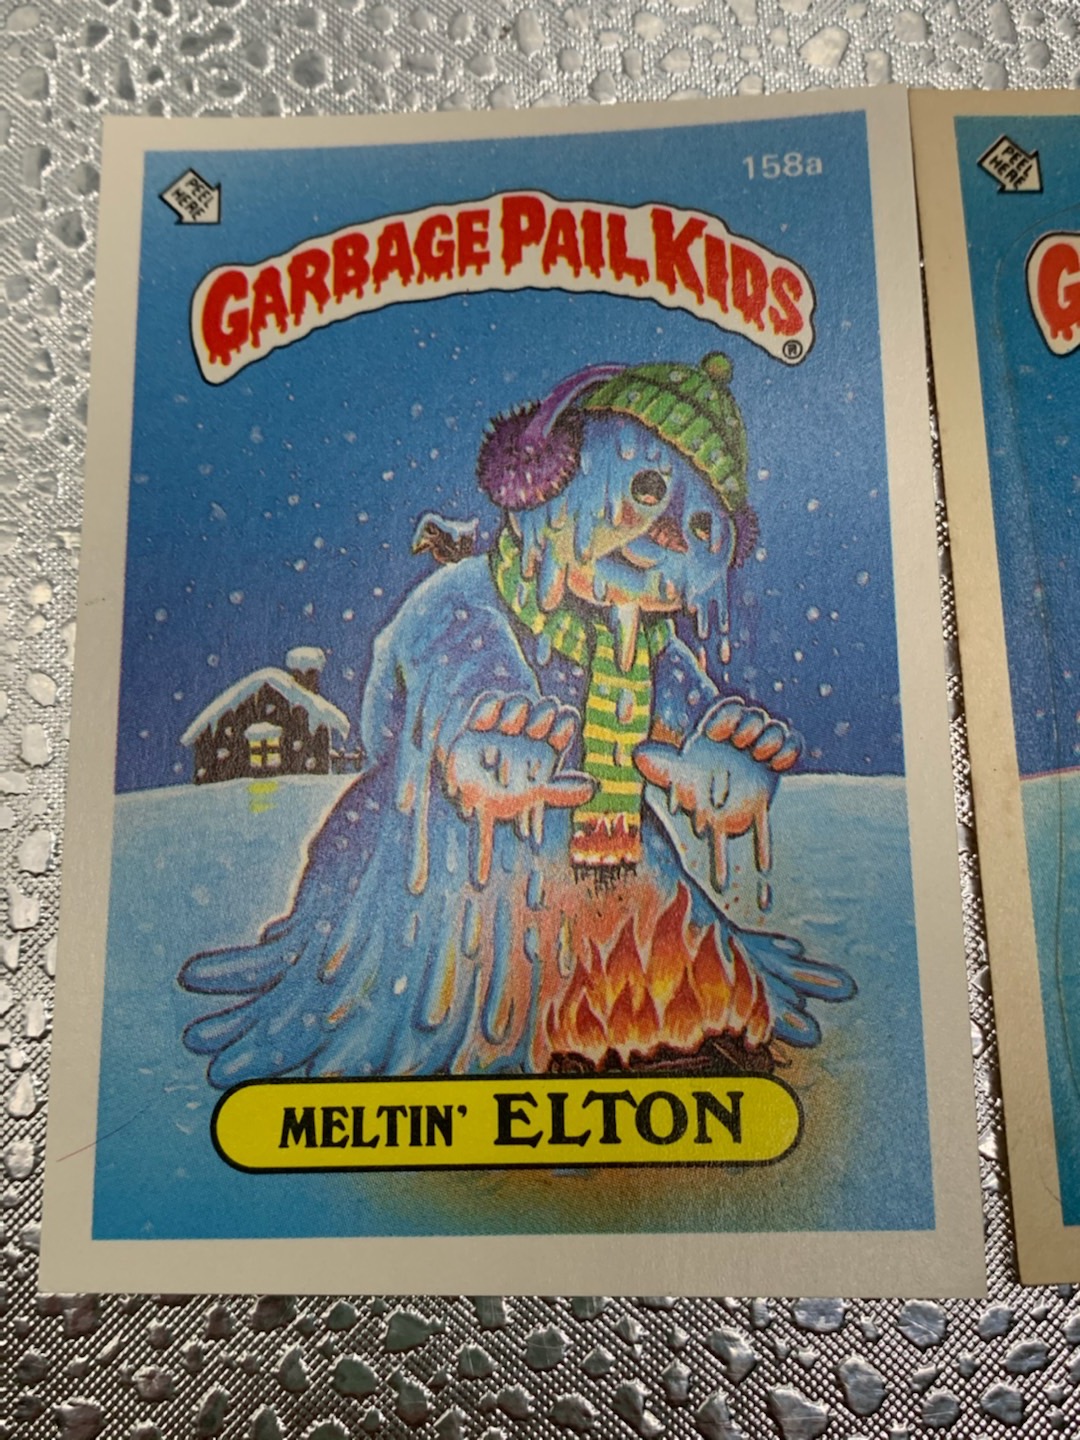 158a
PEEL
HERE
GARBAGE PAIL KIDS
®
MELTIN' ELTON
PEEL
HERE
G